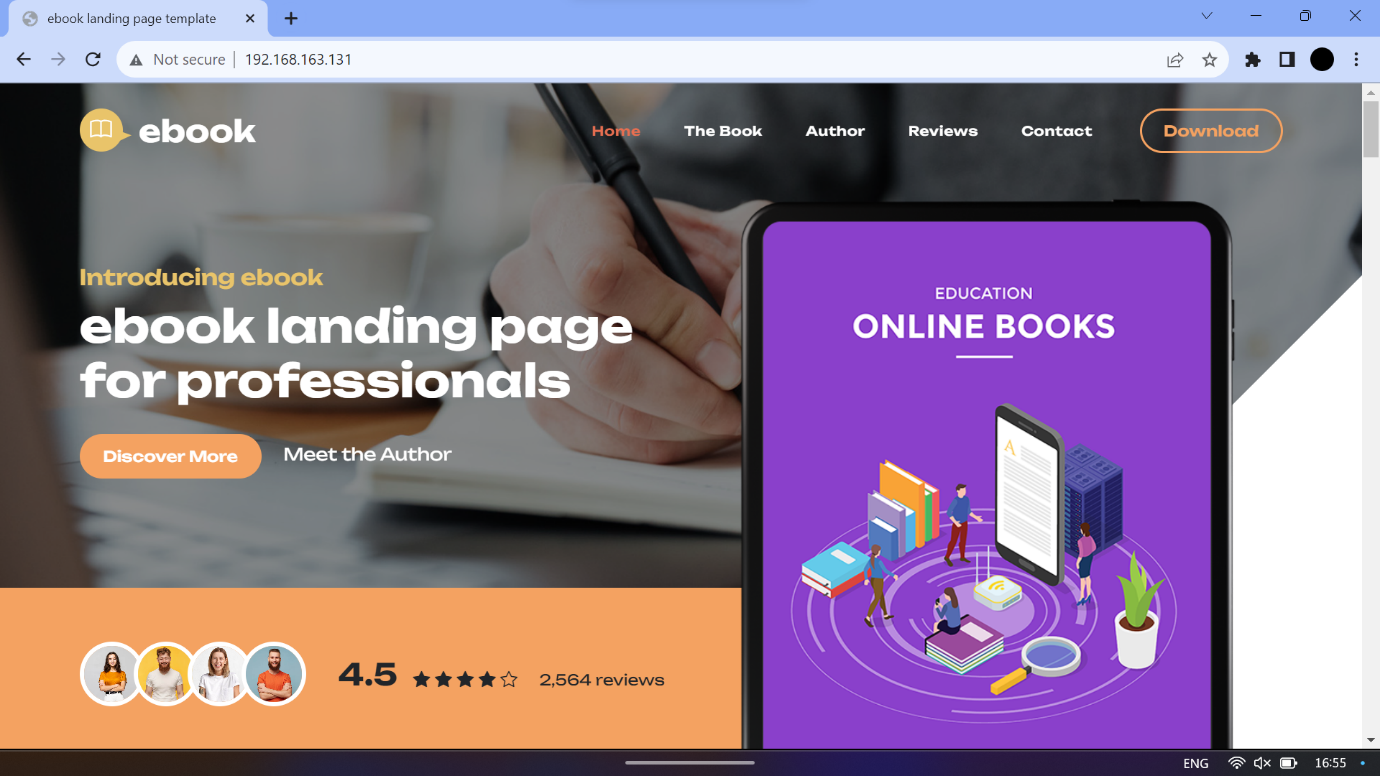 ebook landing page template
Not secure
192.168.163.131
ebook
Home
The Book
Author
Reviews
Contact
Download
Introducing ebook
ebook landing page
for professionals
Discover More
Meet the Author
EDUCATION
ONLINE BOOKS
A
4.5
2,564 reviews
ENG
16:55